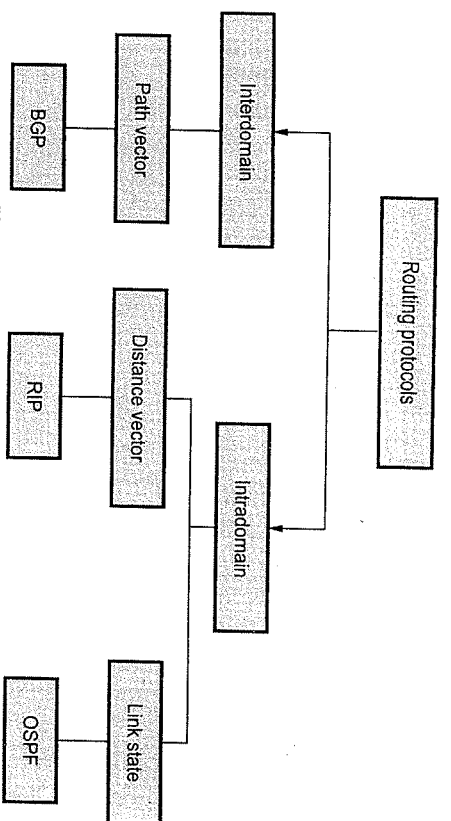 Routing protocols
Interdomain
Intradomain
Path vector
Distance vector
Link state
BGP
RIP
OSPF